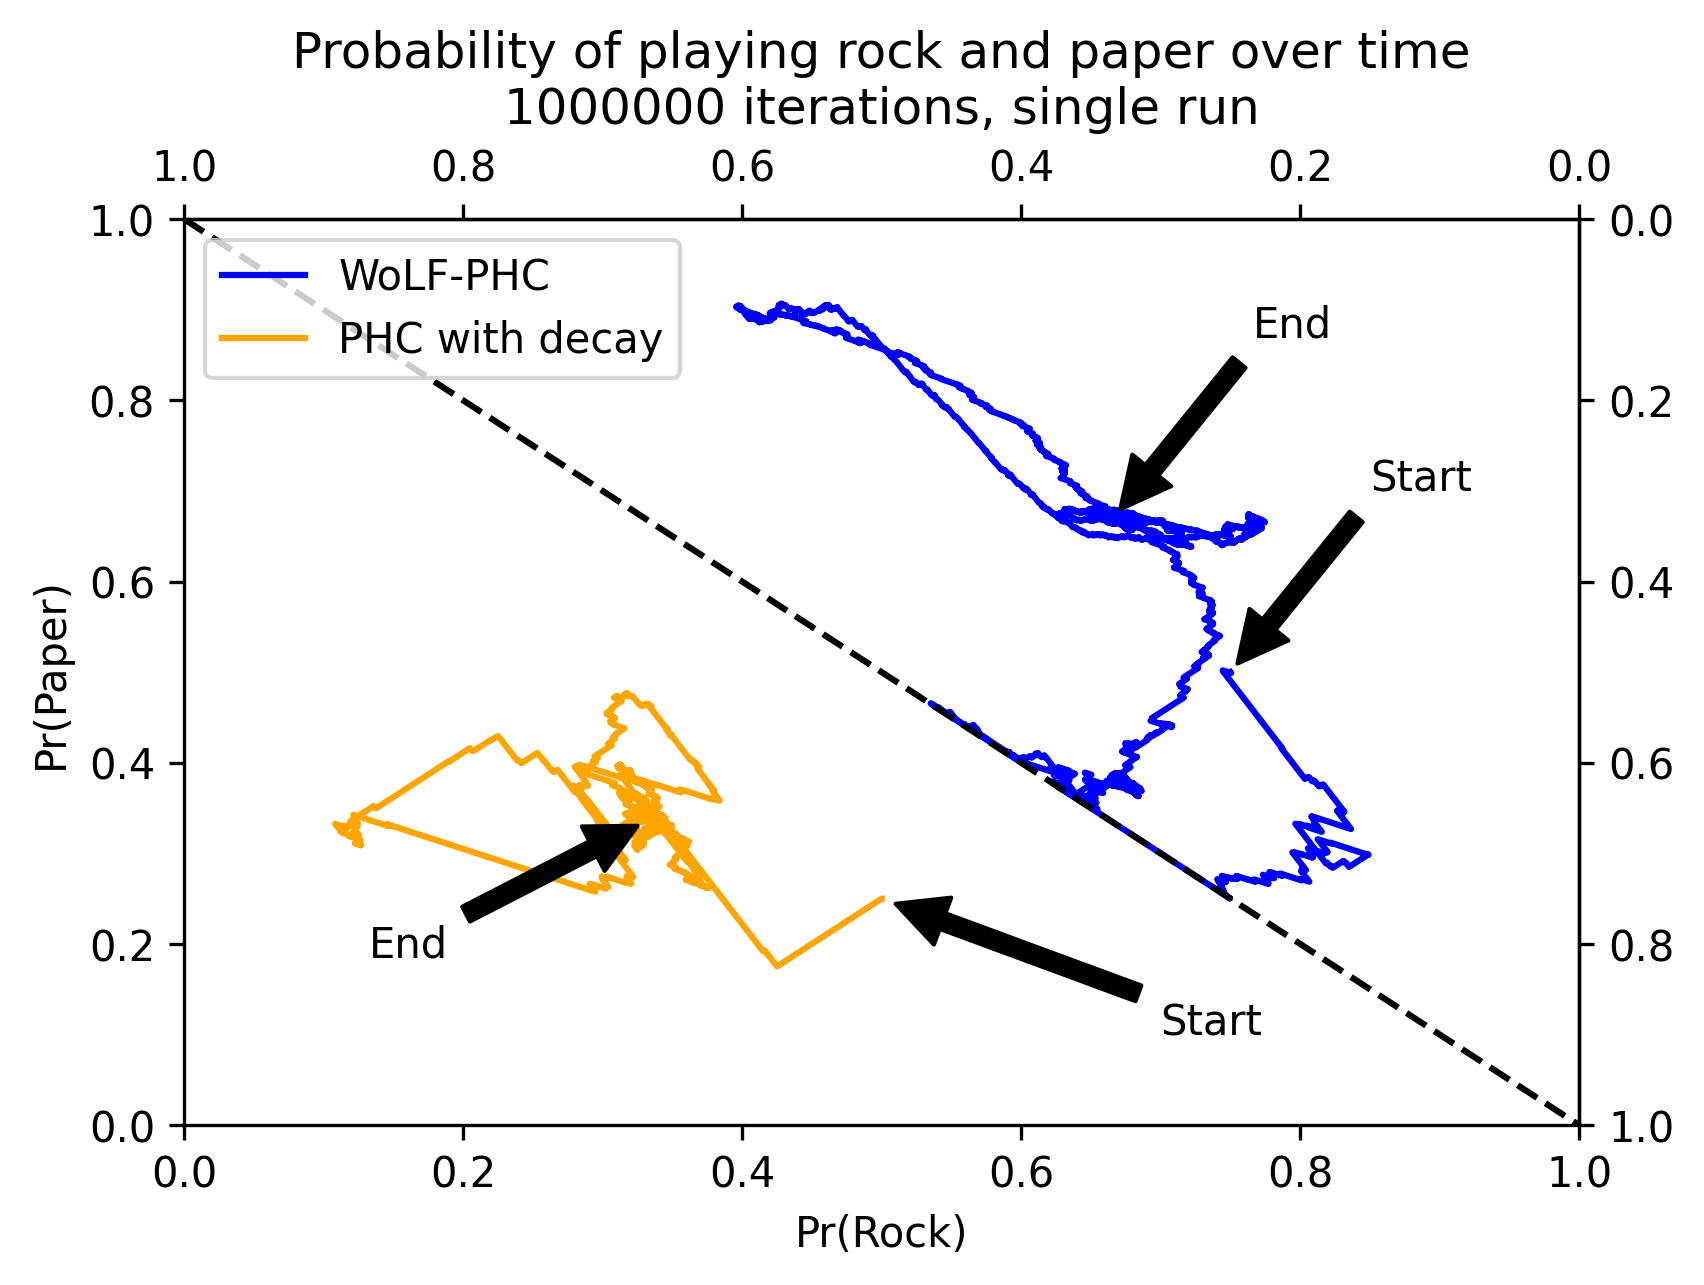 Probability of playing rock and paper over time
1000000 iterations, single run
1.0 0.8 0.6 0.4 0.2 0.0
1.0 0.0
WoLF-PHC
PHC with decay
End
0.8 0.2
Start
0.6 0.4
Pr(Paper)
0.4 0.6
End
0.2 0.8
Start
0.0 1.0
0.0 0.2 0.4 0.6 0.8 1.0
Pr(Rock)